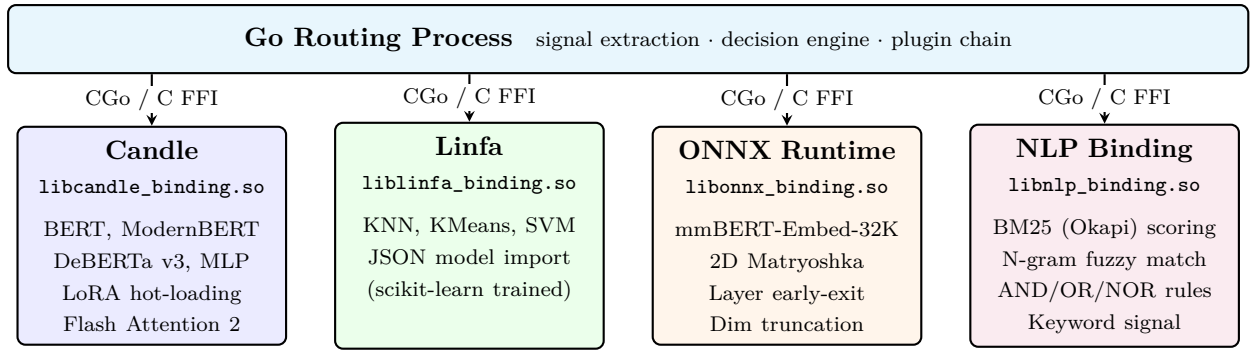 Go Routing Process signal extraction · decision engine · plugin chain
CGo / C FFI
CGo / C FFI
CGo / C FFI
CGo / C FFI
Candle
libcandle_binding.so
BERT, ModernBERT
DeBERTa v3, MLP
LoRA hot-loading
Flash Attention 2
Linfa
liblinfa_binding.so
KNN, KMeans, SVM
JSON model import
(scikit-learn trained)
ONNX Runtime
libonnx_binding.so
mmBERT-Embed-32K
2D Matryoshka
Layer early-exit
Dim truncation
NLP Binding
libnlp_binding.so
BM25 (Okapi) scoring
N-gram fuzzy match
AND/OR/NOR rules
Keyword signal